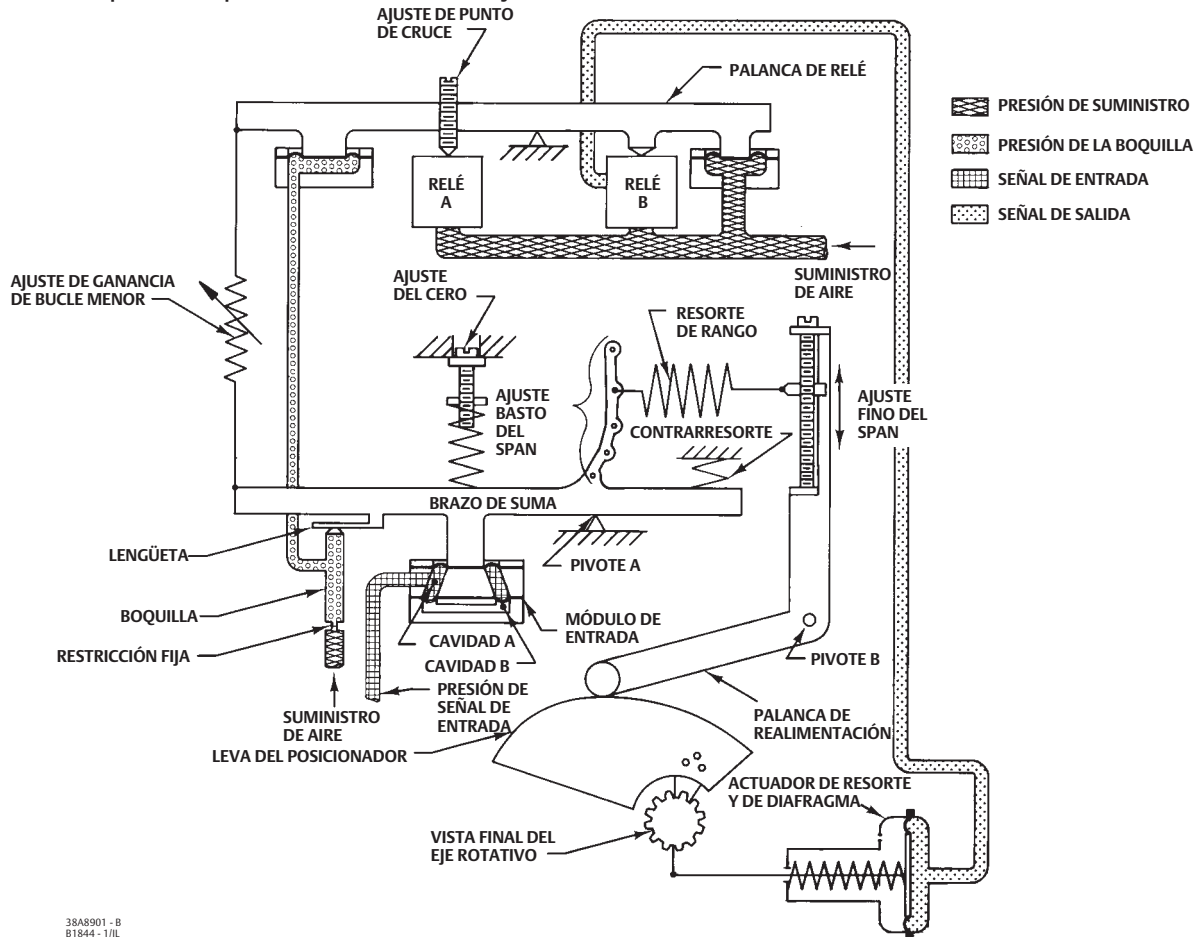 AJUSTE DE PUNTO
DE CRUCE
PALANCA DE RELÉ
PRESIÓN DE SUMINISTRO
PRESIÓN DE LA BOQUILLA
SEÑAL DE ENTRADA
SEÑAL DE SALIDA
RELÉ
A
RELÉ
B
SUMINISTRO
DE AIRE
AJUSTE DE GANANCIA
DE BUCLE MENOR
AJUSTE
DEL CERO
RESORTE
DE RANGO
AJUSTE
BASTO
DEL
SPAN
AJUSTE
FINO DEL
SPAN
CONTRARRESORTE
BRAZO DE SUMA
LENGÜETA
PIVOTE A
BOQUILLA
MÓDULO DE
ENTRADA
CAVIDAD A
CAVIDAD B
RESTRICCIÓN FIJA
PIVOTE B
PRESIÓN DE
SEÑAL DE
ENTRADA
SUMINISTRO
DE AIRE
PALANCA DE
REALIMENTACIÓN
LEVA DEL POSICIONADOR
ACTUADOR DE RESORTE
Y DE DIAFRAGMA
VISTA FINAL DEL
EJE ROTATIVO
38A8901 - B
B1844 - 1/IL